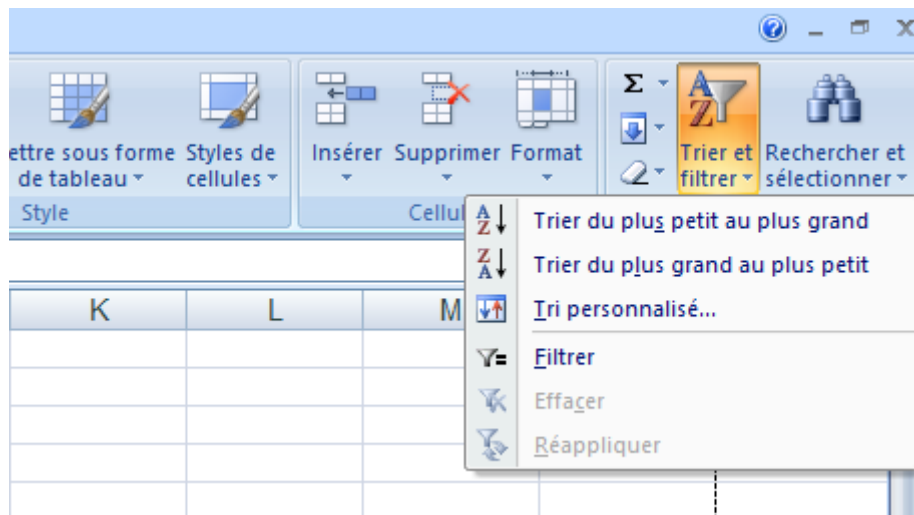 Σ
ettre sous forme
de tableau
Styles de
cellules
Insérer
Supprimer
Format
Trier et
filtrer
Rechercher et
sélectionner
Style
Cellul
Trier du plus petit au plus grand
Trier du plus grand au plus petit
Tri personnalisé...
Filtrer
Effacer
Réappliquer
K
L
M